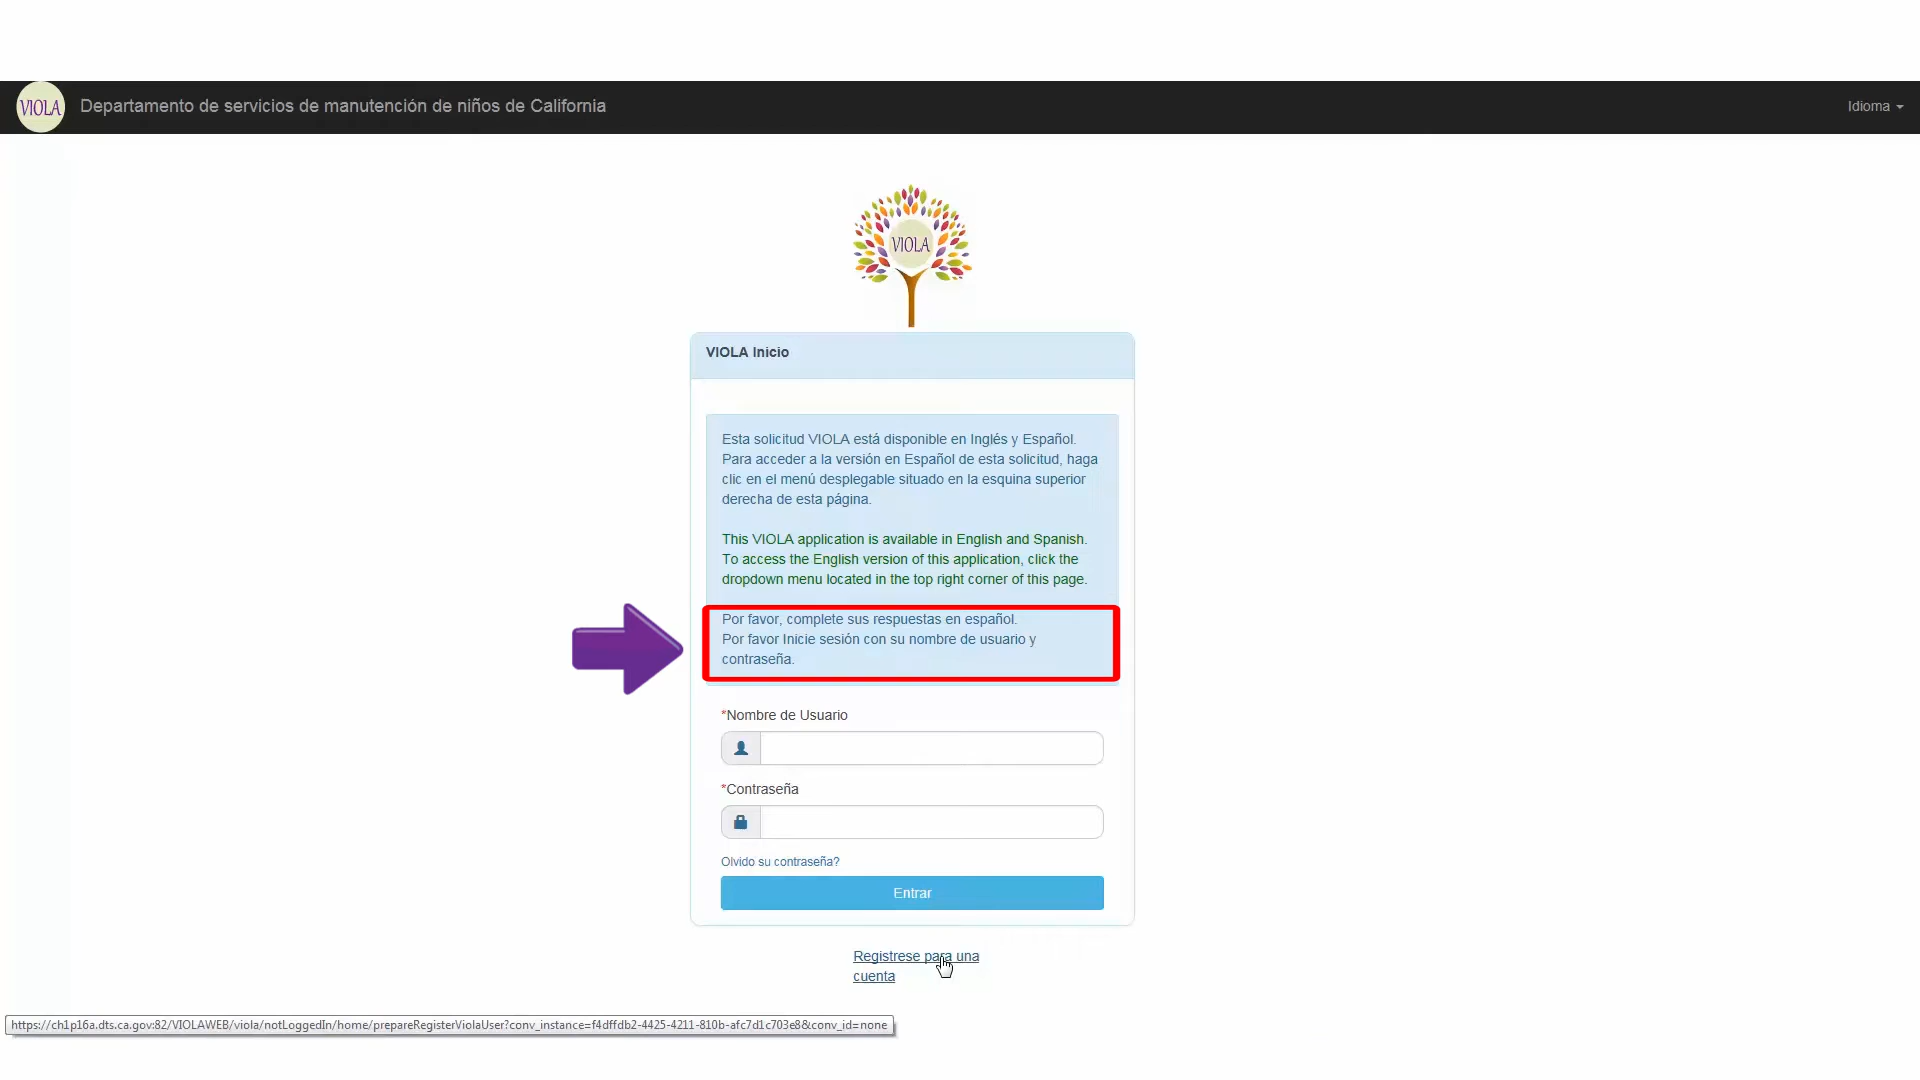 VIOLA
Departamento de servicios de manutención de niños de California
Idioma
VIOLA
VIOLA Inicio
Esta solicitud VIOLA está disponible en Inglés y Español.
Para acceder a la versión en Español de esta solicitud, haga
clic en el menú desplegable situado en la esquina superior
derecha de esta página.
This VIOLA application is available in English and Spanish.
To access the English version of this application, click the
dropdown menu located in the top right corner of this page.
Por favor, complete sus respuestas en español.
Por favor Inicie sesión con su nombre de usuario y
contraseña.
*Nombre de Usuario
*Contraseña
Olvido su contraseña?
Entrar
Registrese para una
cuenta
https://ch1p16a.dts.ca.gov:82/VIOLAWEB/viola/notLoggedIn/home/prepareRegisterViolaUser?conv_instance=f4dffdb2-4425-4211-810b-afc7d1c703e8&conv_id=none